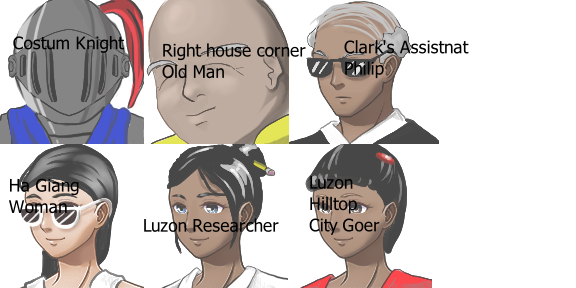 Costum Knight
Right house corner
Old Man
Clark's Assistnat
Philip
Ha Giang
Woman
Luzon Researcher
Luzon
Hilltop
City Goer